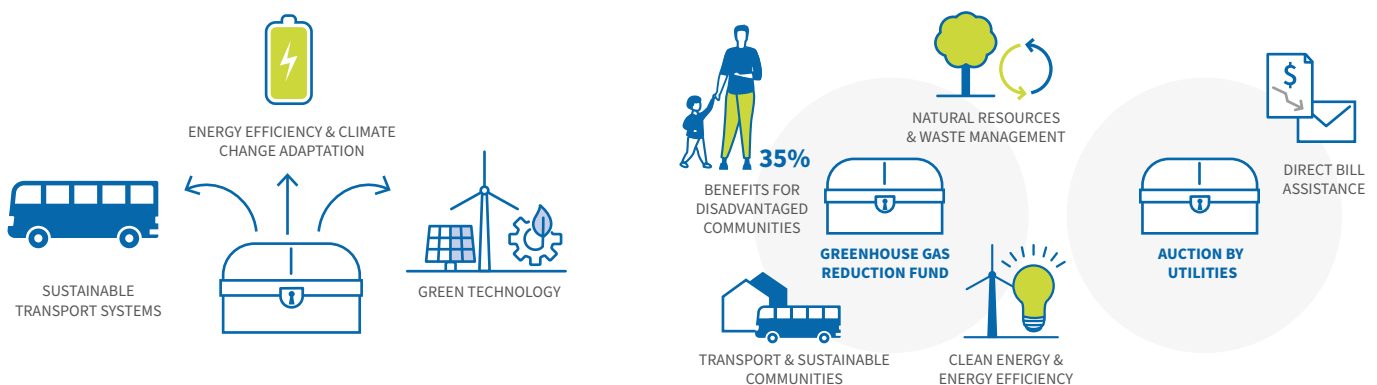 ENERGY EFFICIENCY & CLIMATE
CHANGE ADAPTATION
SUSTAINABLE
TRANSPORT SYSTEMS
GREEN TECHNOLOGY
35%
BENEFITS FOR
DISADVANTAGED
COMMUNITIES
NATURAL RESOURCES
& WASTE MANAGEMENT
GREENHOUSE GAS
REDUCTION FUND
TRANSPORT & SUSTAINABLE
COMMUNITIES
CLEAN ENERGY &
ENERGY EFFICIENCY
$
DIRECT BILL
ASSISTANCE
AUCTION BY
UTILITIES